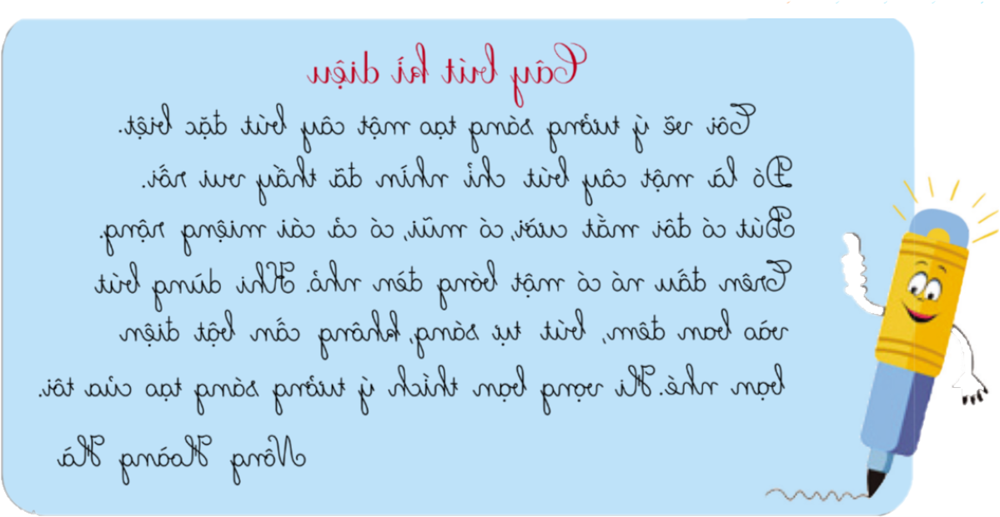 Cây bút kì diệu
Tôi vẽ ý tưởng sáng tạo một cây bút đặc biệt.
Đó là một cây bút chỉ nhìn đã thấy vui rồi.
Bút có đôi mắt cười, có mũi, có cả cái miệng rộng.
Trên đầu nó có một bóng đèn nhỏ. Khi dùng bút
vào ban đêm, bút tự sáng, không cần bật điện
bạn nhé. Hi vọng bạn thích ý tưởng sáng tạo của tôi.
Nông Hoàng Hà